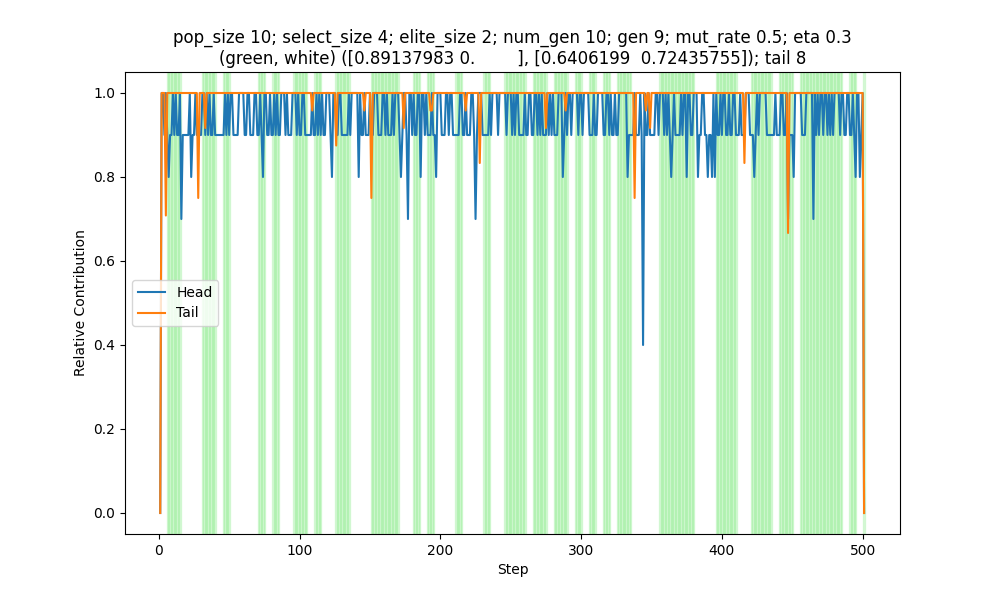 pop_size 10; select_size 4; elite_size 2; num_gen 10; gen 9; mut_rate 0.5; eta 0.3
(green, white) ([0.89137983 0.         ], [0.6406199  0.72435755]); tail 8
1.0
0.8
0.6
0.4
0.2
0.0
Relative Contribution
Head
Tail
0
100
200
300
400
500
Step